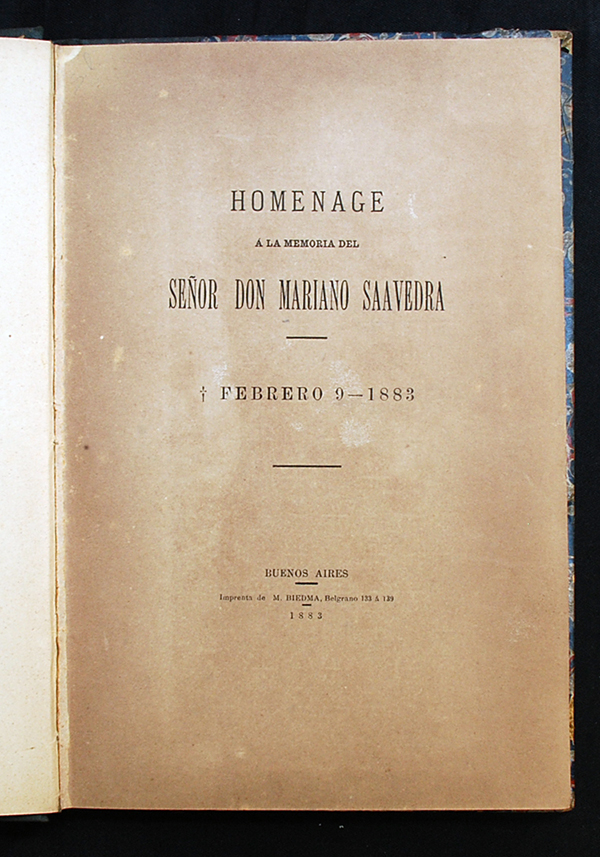 HOMENAGE
Á LA MEMORIA DEL
SEÑOR DON MARIANO SAAVEDRA
† FEBRERO 9—1883
BUENOS AIRES
Imprenta de M. BIEDMA, Belgrano 133 á 139
1883